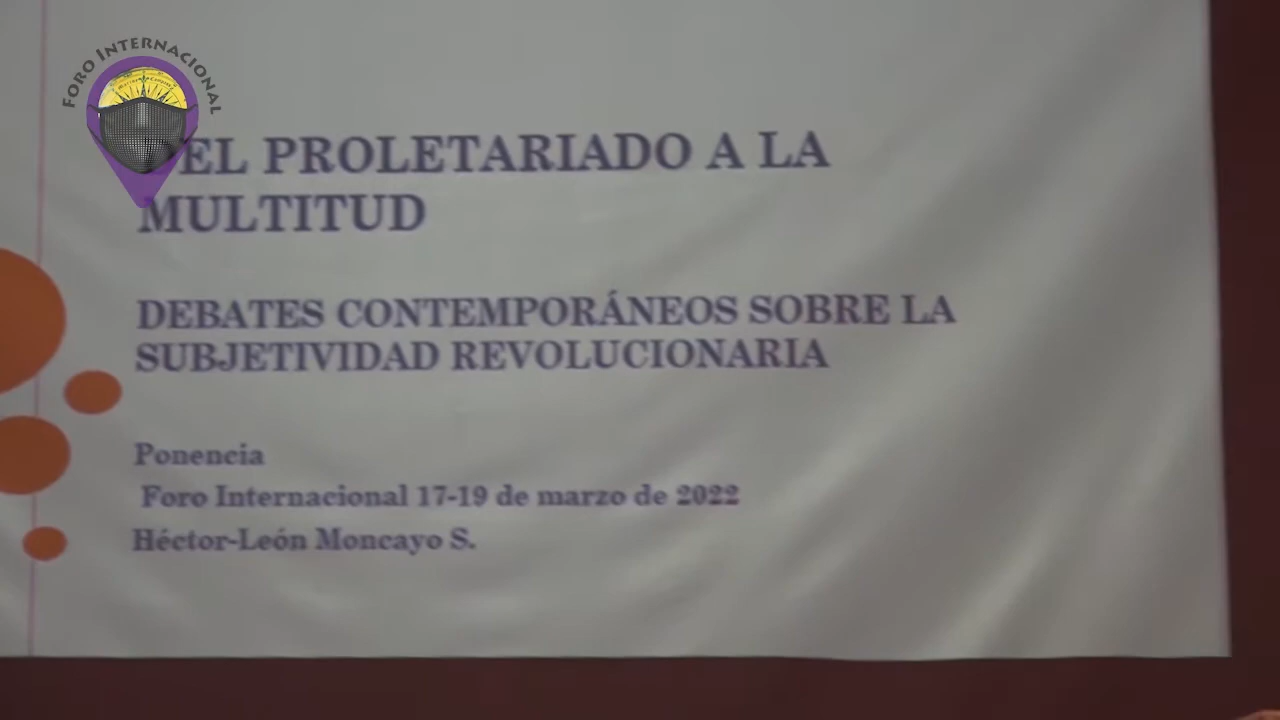 FORO INTERNACIONAL
EL PROLETARIADO A LA
MULTITUD
DEBATES CONTEMPORÁNEOS SOBRE LA
SUBJETIVIDAD REVOLUCIONARIA
Ponencia
Foro Internacional 17-19 de marzo de 2022
Héctor-León Moncayo S.